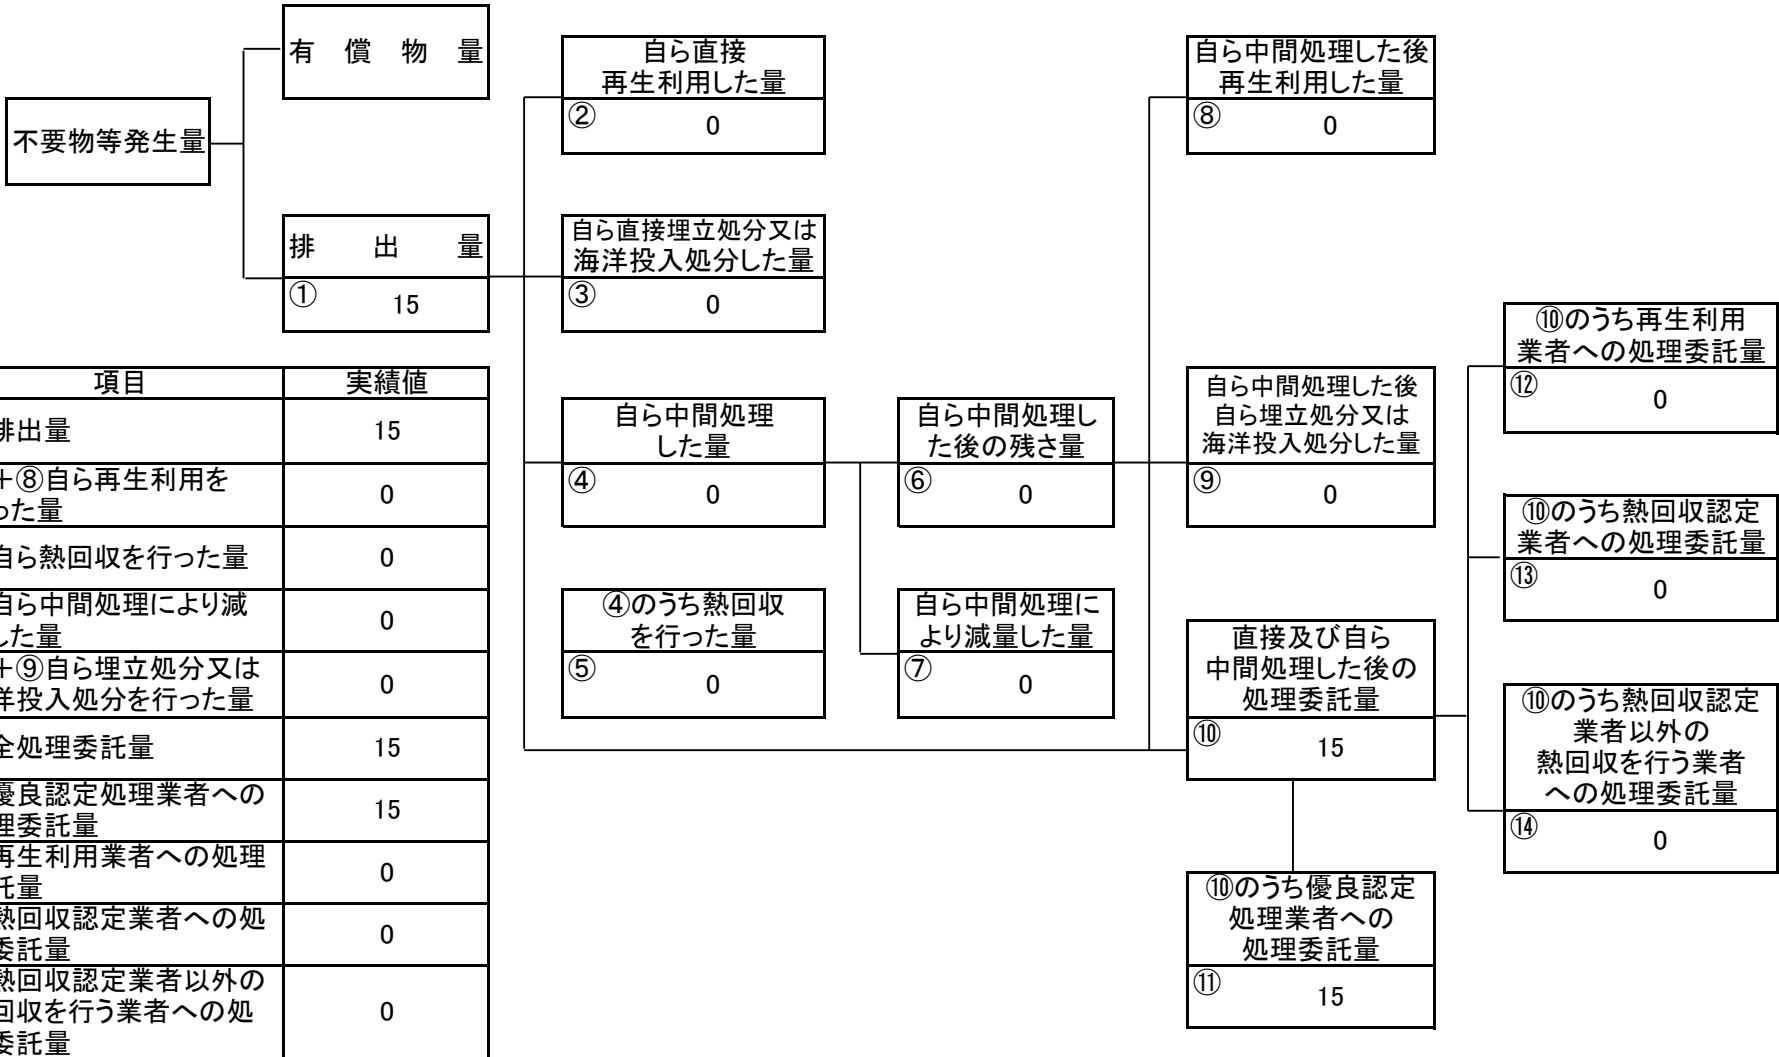 有償物量
不要物等発生量
排出量
① 15
自ら直接
再生利用した量
② 0
自ら直接埋立処分又は
海洋投入処分した量
③ 0
自ら中間処理
した量
④ 0
④のうち熱回収
を行った量
⑤ 0
自ら中間処理し
た後の残さ量
⑥ 0
自ら中間処理に
より減量した量
⑦ 0
自ら中間処理した後
再生利用した量
⑧ 0
自ら中間処理した後
自ら埋立処分又は
海洋投入処分した量
⑨ 0
直接及び自ら
中間処理した後の
処理委託量
⑩ 15
⑩のうち優良認定
処理業者への
処理委託量
⑪ 15
⑩のうち再生利用
業者への処理委託量
⑫ 0
⑩のうち熱回収認定
業者への処理委託量
⑬ 0
⑩のうち熱回収認定
業者以外の
熱回収を行う業者
への処理委託量
⑭ 0
項目 実績値
排出量 15
+⑧自ら再生利用を
った量 0
自ら熱回収を行った量 0
自ら中間処理により減
した量 0
+⑨自ら埋立処分又は
洋投入処分を行った量 0
全処理委託量 15
優良認定処理業者への
理委託量 15
再生利用業者への処理
託量 0
熱回収認定業者への処
委託量 0
熱回収認定業者以外の
回収を行う業者への処
委託量 0